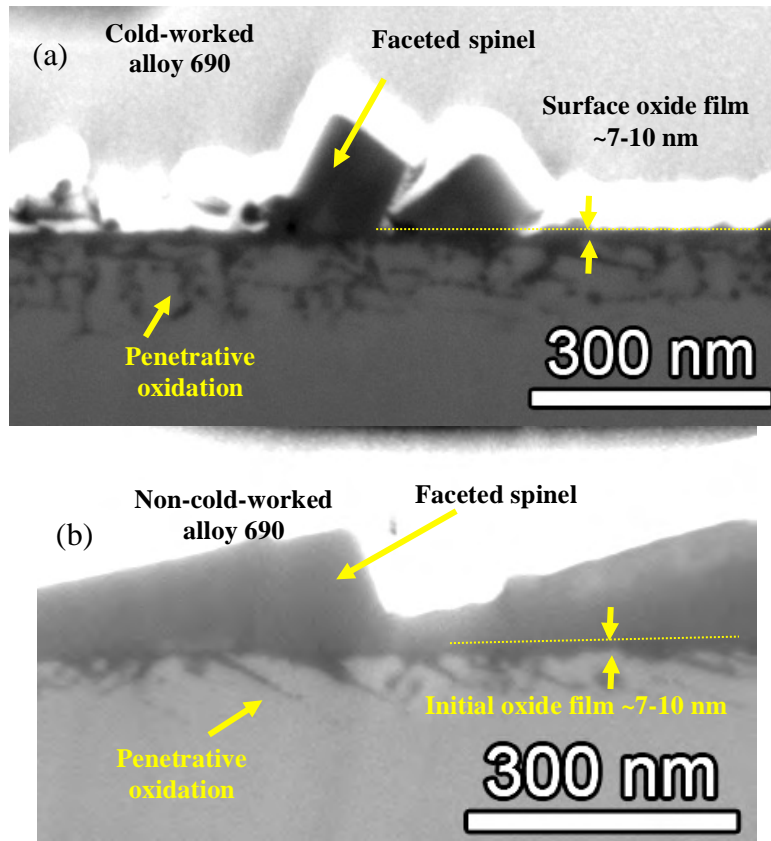 (a)
Cold-worked
alloy 690
Faceted spinel
Surface oxide film
~7-10 nm
Penetrative
oxidation
300 nm
(b)
Non-cold-worked
alloy 690
Faceted spinel
Initial oxide film ~7-10 nm
Penetrative
oxidation
300 nm